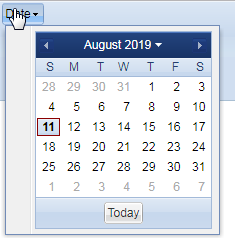 Date
August 2019
S M T W T F S
28 29 30 31 1 2 3
4 5 6 7 8 9 10
11 12 13 14 15 16 17
18 19 20 21 22 23 24
25 26 27 28 29 30 31
1 2 3 4 5 6 7
Today